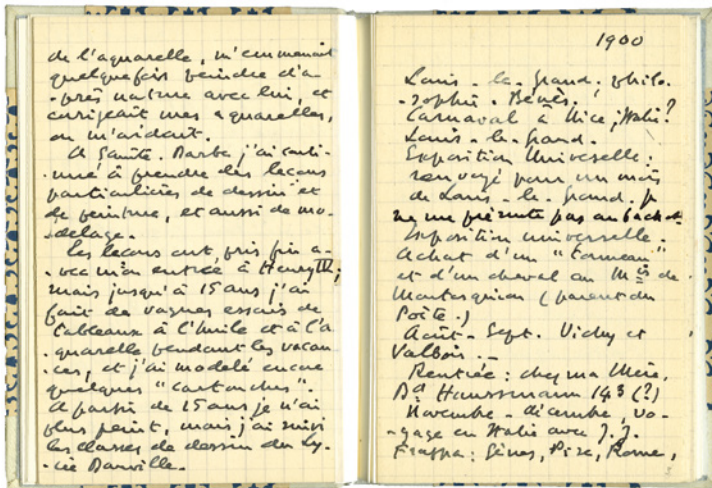 de l'aquarelle, m'emmenait
quelquefois peindre d'a-
-près nature avec lui, et
corrigeait mes aquarelles,
en m'aidant.
A Sainte-Barbe j'ai conti-
-nué à prendre des leçons
particulières de dessin et
de peinture, et aussi de mo-
-delage.
Les leçons ont pris fin a-
-vec mon entrée à Henry IV;
mais jusqu'à 15 ans j'ai
fait de vagues essais de
tableaux à l'huile et à l'a-
-quarelle pendant les vacan-
-ces, et j'ai modelé encore
quelques "cartouches".
A partir de 15 ans je n'ai
plus peint, mais j'ai suivi
les classes de dessin du Ly-
-cée Banville.-
1900
Louis-le-Grand. philo-
-sophie - Bénès.
Carnaval à Nice; Italie?
Louis-le-Grand.
Exposition Universelle:
renvoyé pour un mois
de Louis-le-Grand. Je
ne me présente pas au bachot.
Exposition universelle.
Achat d'un "tonneau"
et d'un cheval au Mis de
Montesquiou (parent du
Poète.)
Août-Sept. Vichy et
Valbois.-
Rentrée: chez ma Mère,
Bd Haussmann 143 (?)
Novembre-décembre, vo-
-yage en Italie avec J.J.
Frappa: Gênes, Pise, Rome,